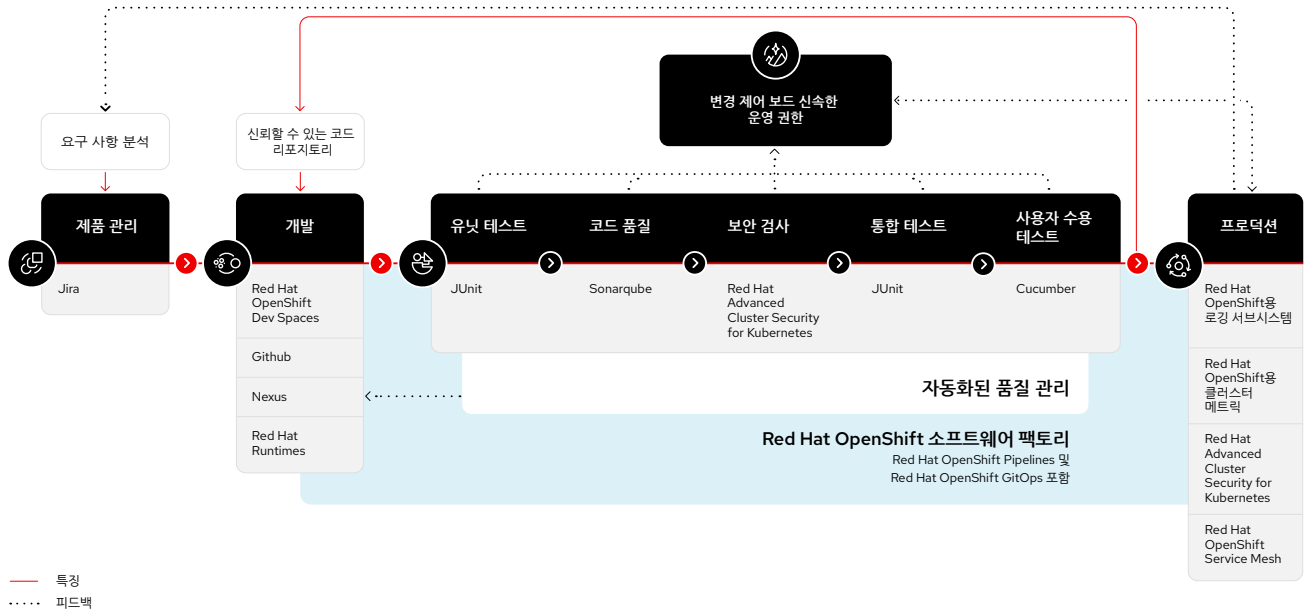 변경 제어 보드 신속한
운영 권한
요구 사항 분석
신뢰할 수 있는 코드
리포지토리
제품 관리
개발
유닛 테스트
코드 품질
보안 검사
통합 테스트
사용자 수용
테스트
프로덕션
Jira
Red Hat
OpenShift
Dev Spaces
Github
Nexus
Red Hat
Runtimes
JUnit
Sonarqube
Red Hat
Advanced
Cluster Security
for Kubernetes
JUnit
Cucumber
Red Hat
OpenShift용
로깅 서브시스템
Red Hat
OpenShift용
클러스터
메트릭
Red Hat
Advanced
Cluster
Security for
Kubernetes
Red Hat
OpenShift
Service Mesh
자동화된 품질 관리
Red Hat OpenShift 소프트웨어 팩토리
Red Hat OpenShift Pipelines 및
Red Hat OpenShift GitOps 포함
특징
피드백